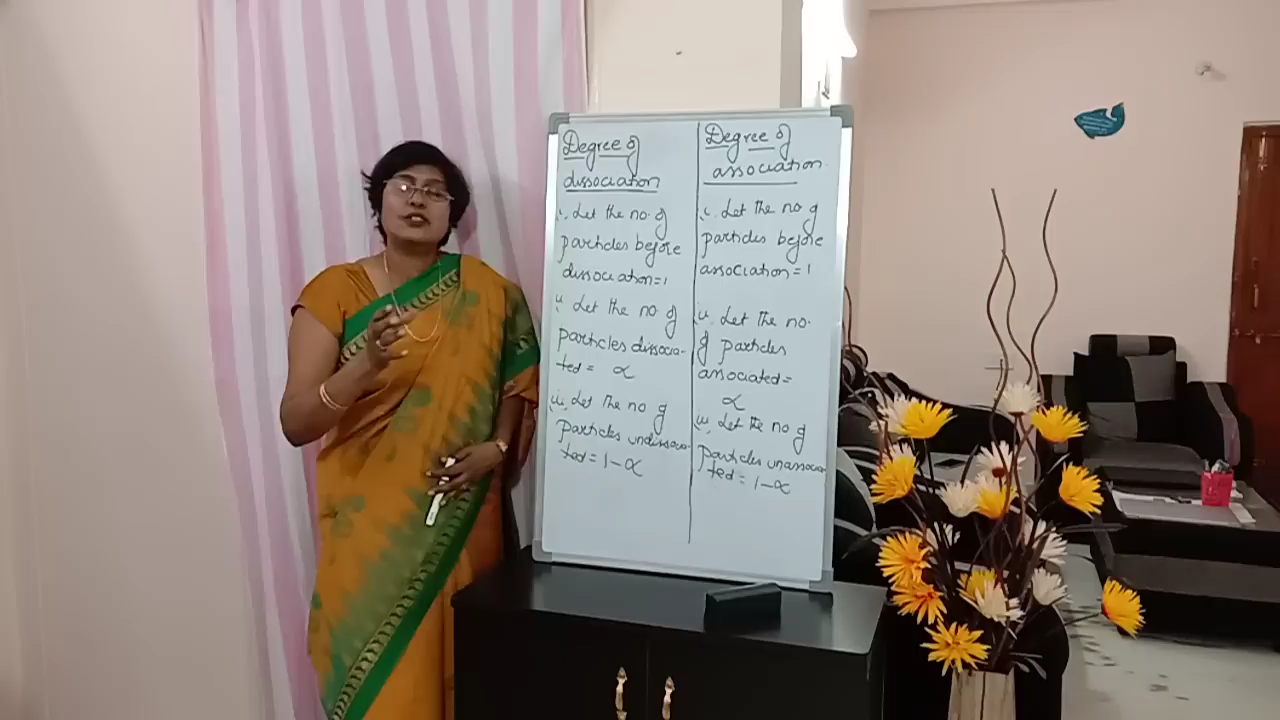 Degree of
dissociation
i. Let the no. of
particles before
dissociation=1
ii. Let the no. of
particles dissocia-
ted = α
iii. Let the no of
particles undissocia-
ted = 1-α
Degree of
association.
i. Let the no of
particles before
association = 1
ii. Let the no.
of particles
associated=
α
iii. Let the no of
particles unassocia-
ted = 1-α